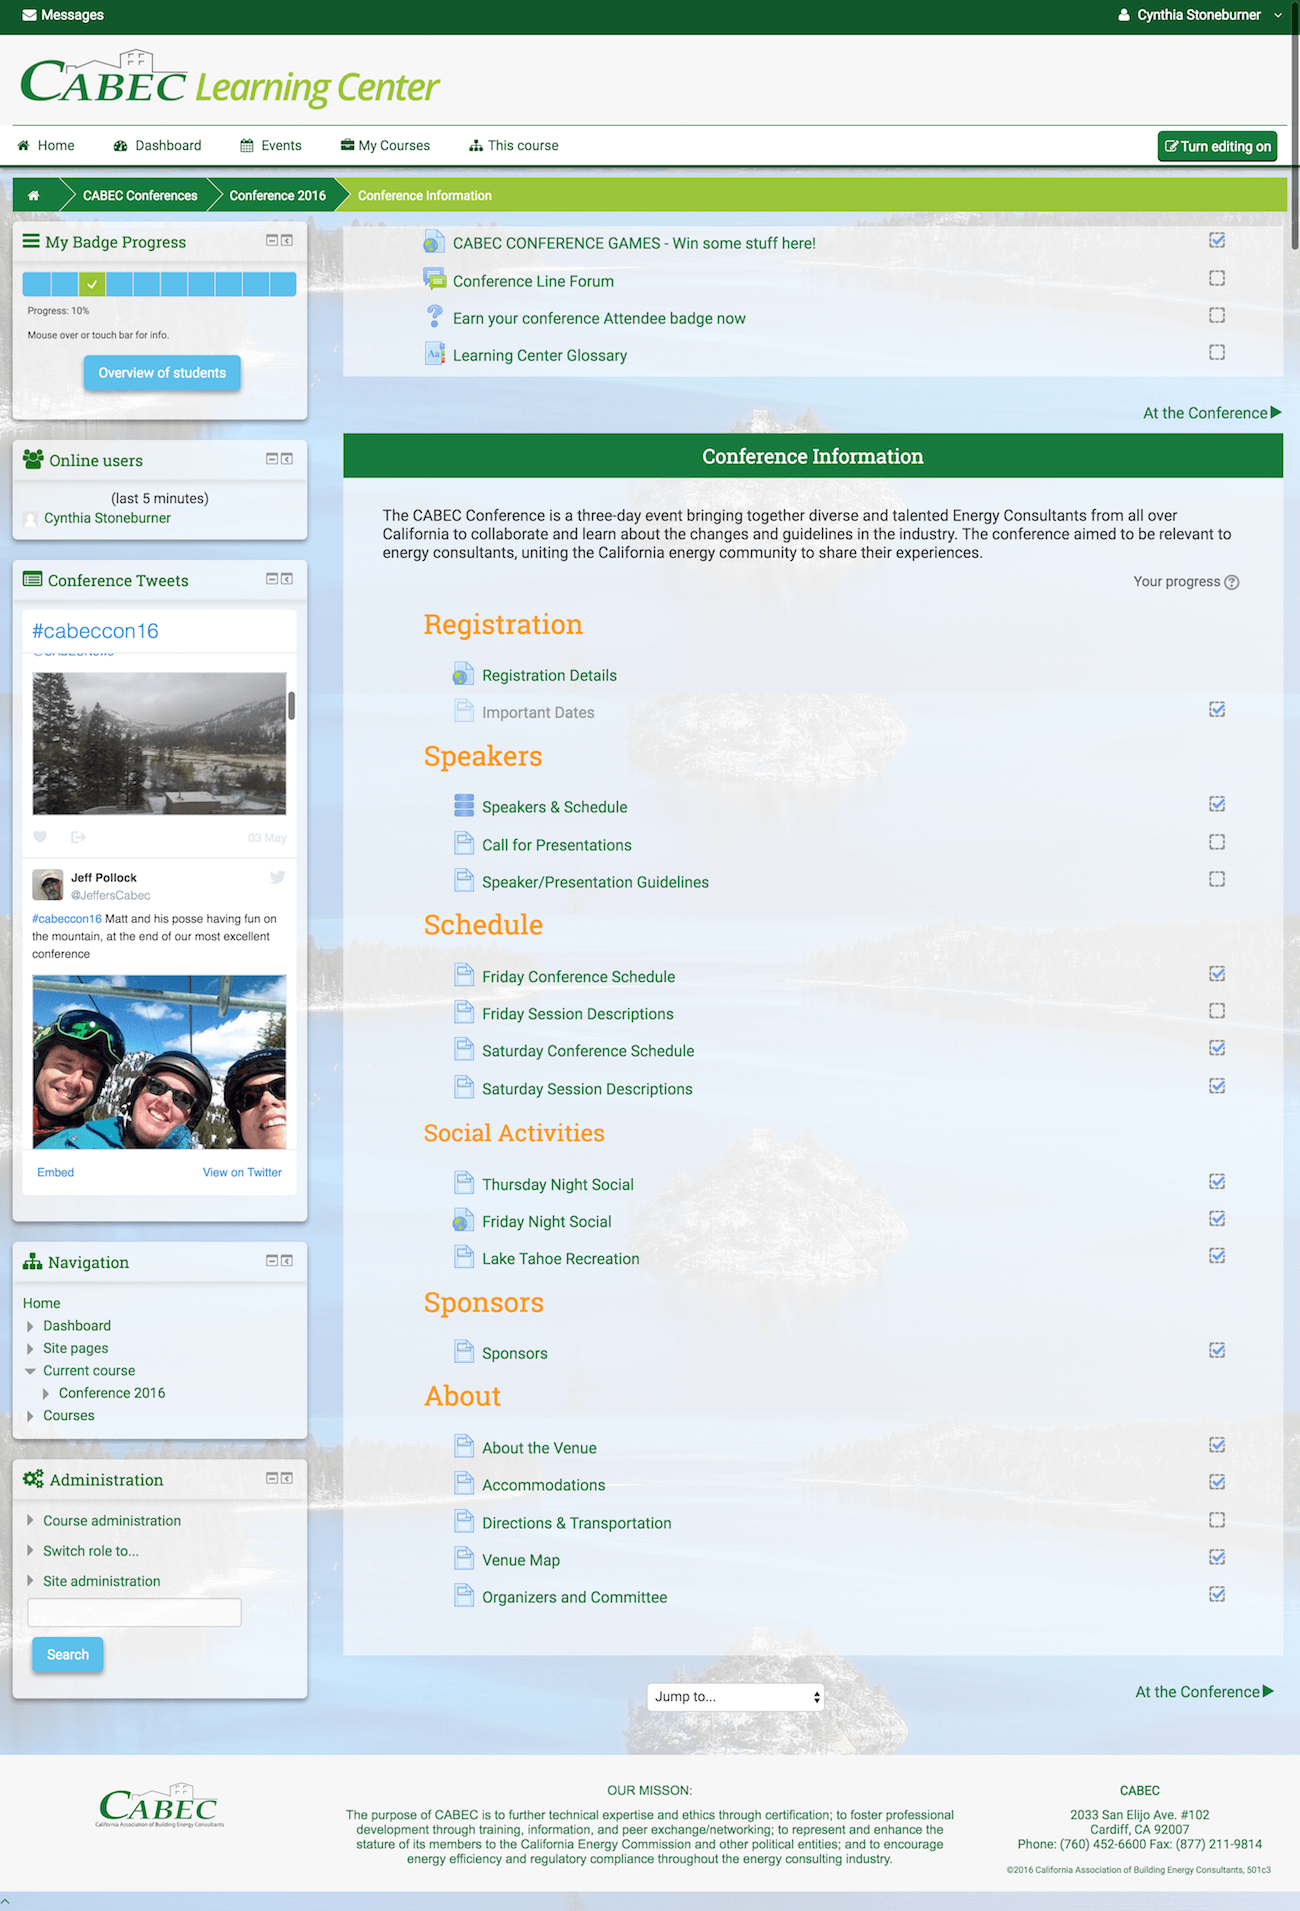 Messages
Cynthia Stoneburner
CABEC Learning Center
Home
Dashboard
Events
My Courses
This course
Turn editing on
CABEC Conferences
Conference 2016
Conference Information
My Badge Progress
Progress: 10%
Mouse over or touch bar for info.
Overview of students
Online users
(last 5 minutes)
Cynthia Stoneburner
Conference Tweets
#cabeccon16
03 May
Jeff Pollock
@JeffersCabec
#cabeccon16 Matt and his posse having fun on
the mountain, at the end of our most excellent
conference
Embed
View on Twitter
Navigation
Home
Dashboard
Site pages
Current course
Conference 2016
Courses
Administration
Course administration
Switch role to...
Site administration
Search
CABEC CONFERENCE GAMES - Win some stuff here!
Conference Line Forum
Earn your conference Attendee badge now
Aa
Learning Center Glossary
At the Conference
Conference Information
The CABEC Conference is a three-day event bringing together diverse and talented Energy Consultants from all over
California to collaborate and learn about the changes and guidelines in the industry. The conference aimed to be relevant to
energy consultants, uniting the California energy community to share their experiences.
Your progress
Registration
Registration Details
Important Dates
Speakers
Speakers & Schedule
Call for Presentations
Speaker/Presentation Guidelines
Schedule
Friday Conference Schedule
Friday Session Descriptions
Saturday Conference Schedule
Saturday Session Descriptions
Social Activities
Thursday Night Social
Friday Night Social
Lake Tahoe Recreation
Sponsors
Sponsors
About
About the Venue
Accommodations
Directions & Transportation
Venue Map
Organizers and Committee
Jump to...
At the Conference
CABEC
California Association of Building Energy Consultants
OUR MISSON:
The purpose of CABEC is to further technical expertise and ethics through certification; to foster professional
development through training, information, and peer exchange/networking; to represent and enhance the
stature of its members to the California Energy Commission and other political entities; and to encourage
energy efficiency and regulatory compliance throughout the energy consulting industry.
CABEC
2033 San Elijo Ave. #102
Cardiff, CA 92007
Phone: (760) 452-6600 Fax: (877) 211-9814
©2016 California Association of Building Energy Consultants, 501c3